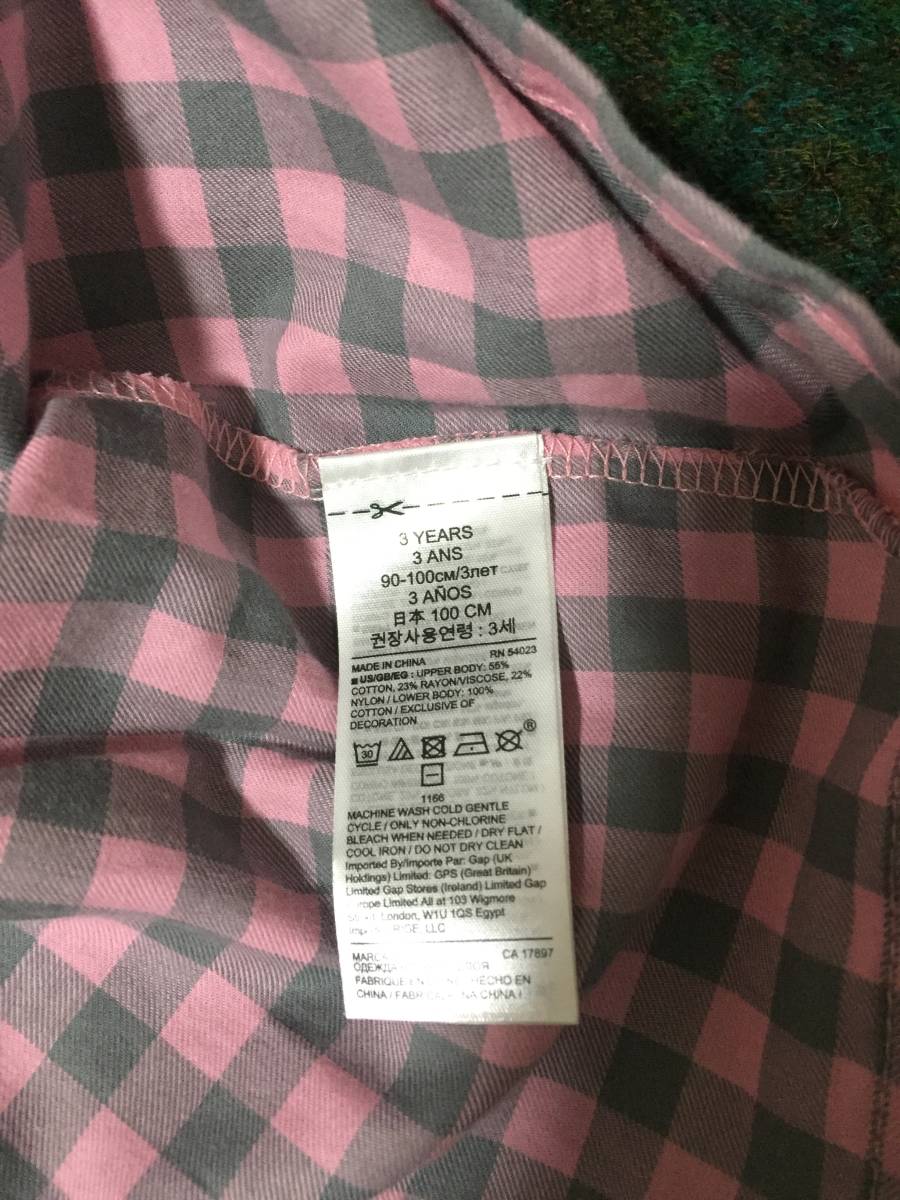 3 YEARS
3 ANS
90-100см/3лет
3 AÑOS
日本 100 CM
권장사용연령 : 3세
MADE IN CHINA RN 54023
■ US/GB/EG : UPPER BODY: 55%
COTTON, 23% RAYON/VISCOSE, 22%
NYLON / LOWER BODY: 100%
COTTON / EXCLUSIVE OF
DECORATION
30
®
1166
MACHINE WASH COLD GENTLE
CYCLE / ONLY NON-CHLORINE
BLEACH WHEN NEEDED / DRY FLAT /
COOL IRON / DO NOT DRY CLEAN
Imported By/Importe Par: Gap (UK
Holdings) Limited: GPS (Great Britain)
Limited Gap Stores (Ireland) Limited Gap
Limited All at 103 Wigmore
London, W1U 1QS Egypt
LLC
CA 17897
FABRIQUE EN HECHO EN
CHINA / CHINA /